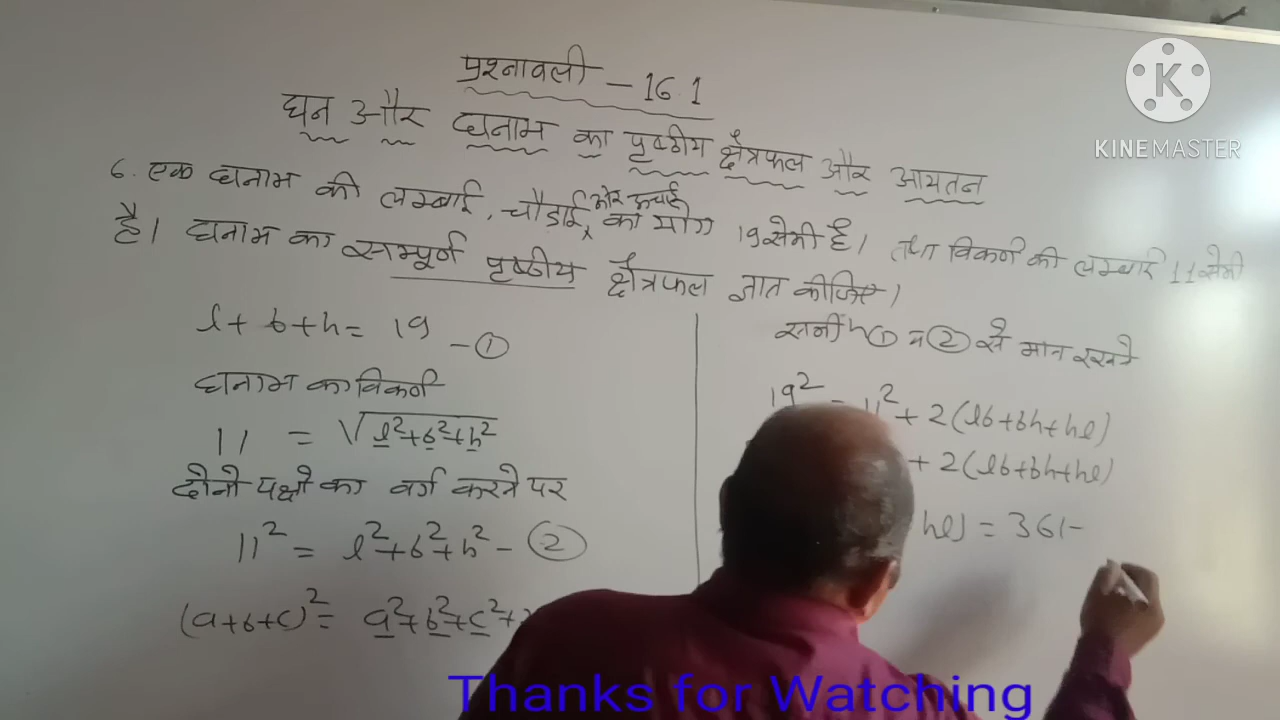 प्रश्नावली - 16.1
घन और घनाभ का पृष्ठीय क्षेत्रफल और आयतन
6. एक घनाभ की लम्बाई, चौडाई और ऊचाई का योग 19 सेमी है। तथा विकर्ण की लम्बाई 11 सेमी
है। घनाभ का सम्पूर्ण पृष्ठीय क्षेत्रफल ज्ञात कीजिए।
l + b + h = 19 - ①
घनाभ का विकर्ण
11 = √l²+b²+h²
दोनो पक्षो का वर्ग करने पर
11² = l²+b²+h² - ②
(a+b+c)² = a²+b²+c²+
① व ② से मान रखने
19² = 11² + 2(lb+bh+hl)
+ 2(lb+bh+hl)
hl) = 361-
KINEMASTER
Thanks for Watching